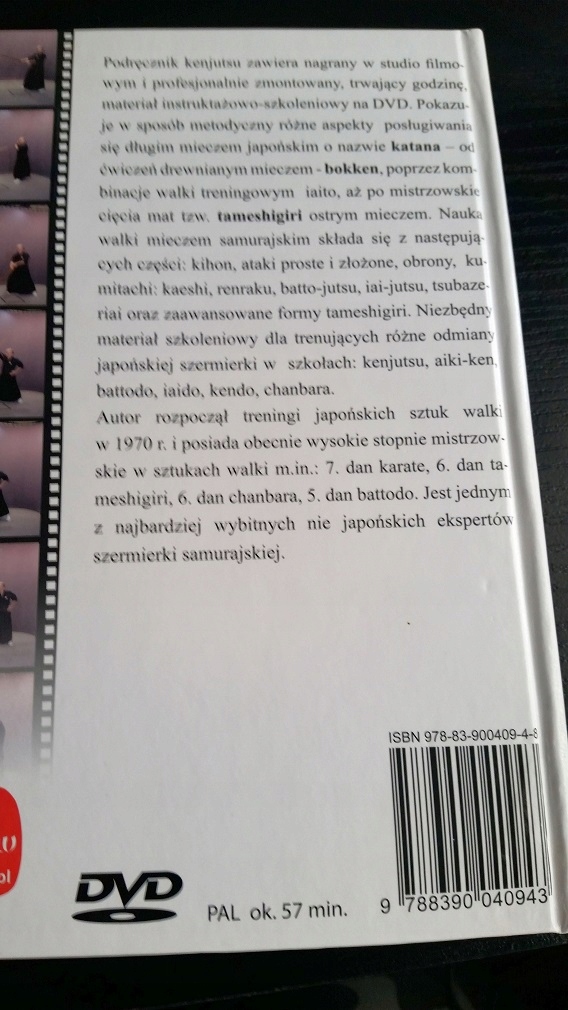 Podręcznik kenjutsu zawiera nagrany w studio filmo-
wym i profesjonalnie zmontowany, trwający godzinę,
materiał instruktażowo-szkoleniowy na DVD. Pokazu-
je w sposób metodyczny różne aspekty posługiwania
się długim mieczem japońskim o nazwie katana – od
ćwiczeń drewnianym mieczem - bokken, poprzez kom-
binacje walki treningowym iaito, aż po mistrzowskie
cięcia mat tzw. tameshigiri ostrym mieczem. Nauka
walki mieczem samurajskim składa się z następują-
cych części: kihon, ataki proste i złożone, obrony, ku-
mitachi: kaeshi, renraku, batto-jutsu, iai-jutsu, tsubaze-
riai oraz zaawansowane formy tameshigiri. Niezbędny
materiał szkoleniowy dla trenujących różne odmiany
japońskiej szermierki w szkołach: kenjutsu, aiki-ken,
battodo, iaido, kendo, chanbara.
Autor rozpoczął treningi japońskich sztuk walki
w 1970 r. i posiada obecnie wysokie stopnie mistrzow-
skie w sztukach walki m.in.: 7. dan karate, 6. dan ta-
meshigiri, 6. dan chanbara, 5. dan battodo. Jest jednym
z najbardziej wybitnych nie japońskich ekspertów
szermierki samurajskiej.
ISBN 978-83-900409-4-8
pl
DVD
PAL ok. 57 min.
9 788390 040943